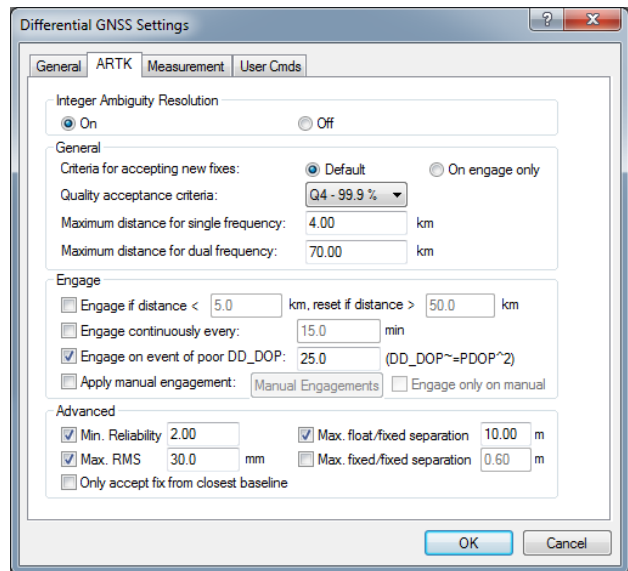 Differential GNSS Settings
General ARTK Measurement User Cmds
Integer Ambiguity Resolution
On Off
General
Criteria for accepting new fixes: Default On engage only
Quality acceptance criteria: Q4 - 99.9 %
Maximum distance for single frequency: 4.00 km
Maximum distance for dual frequency: 70.00 km
Engage
Engage if distance < 5.0 km, reset if distance > 50.0 km
Engage continuously every: 15.0 min
Engage on event of poor DD_DOP: 25.0 (DD_DOP~=PDOP^2)
Apply manual engagement: Manual Engagements Engage only on manual
Advanced
Min. Reliability 2.00 Max. float/fixed separation 10.00 m
Max. RMS 30.0 mm Max. fixed/fixed separation 0.60 m
Only accept fix from closest baseline
OK Cancel